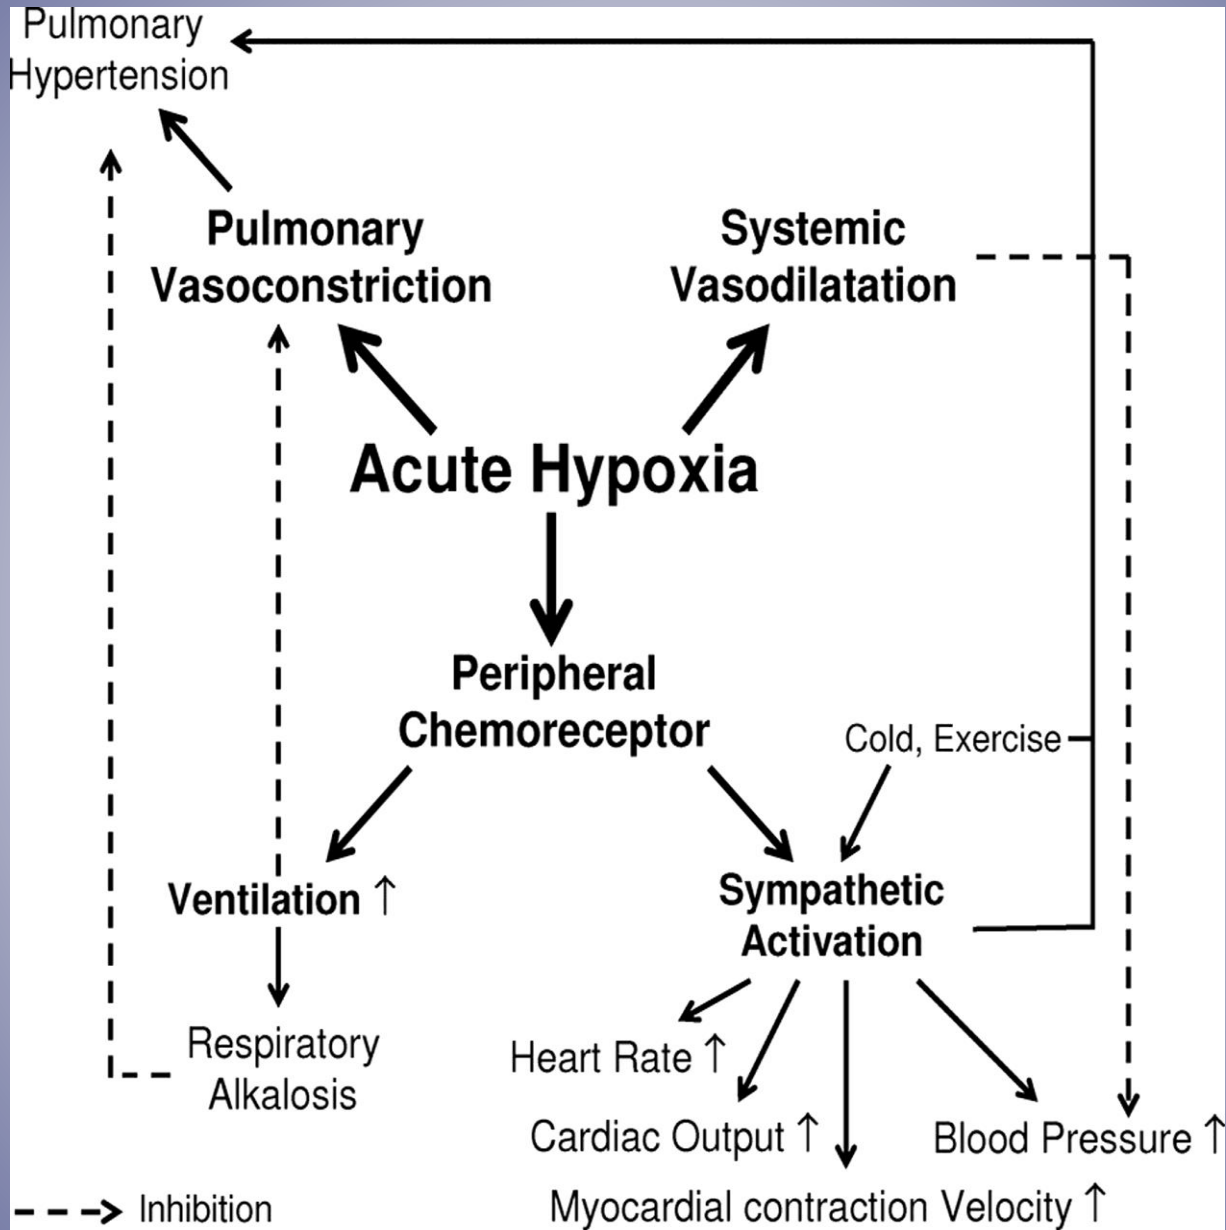 Pulmonary
Hypertension
Pulmonary
Vasoconstriction
Systemic
Vasodilatation
Acute Hypoxia
Peripheral
Chemoreceptor
Cold, Exercise
Ventilation ↑
Sympathetic
Activation
Respiratory
Alkalosis
Heart Rate ↑
Cardiac Output ↑
Blood Pressure ↑
Myocardial contraction Velocity ↑
Inhibition